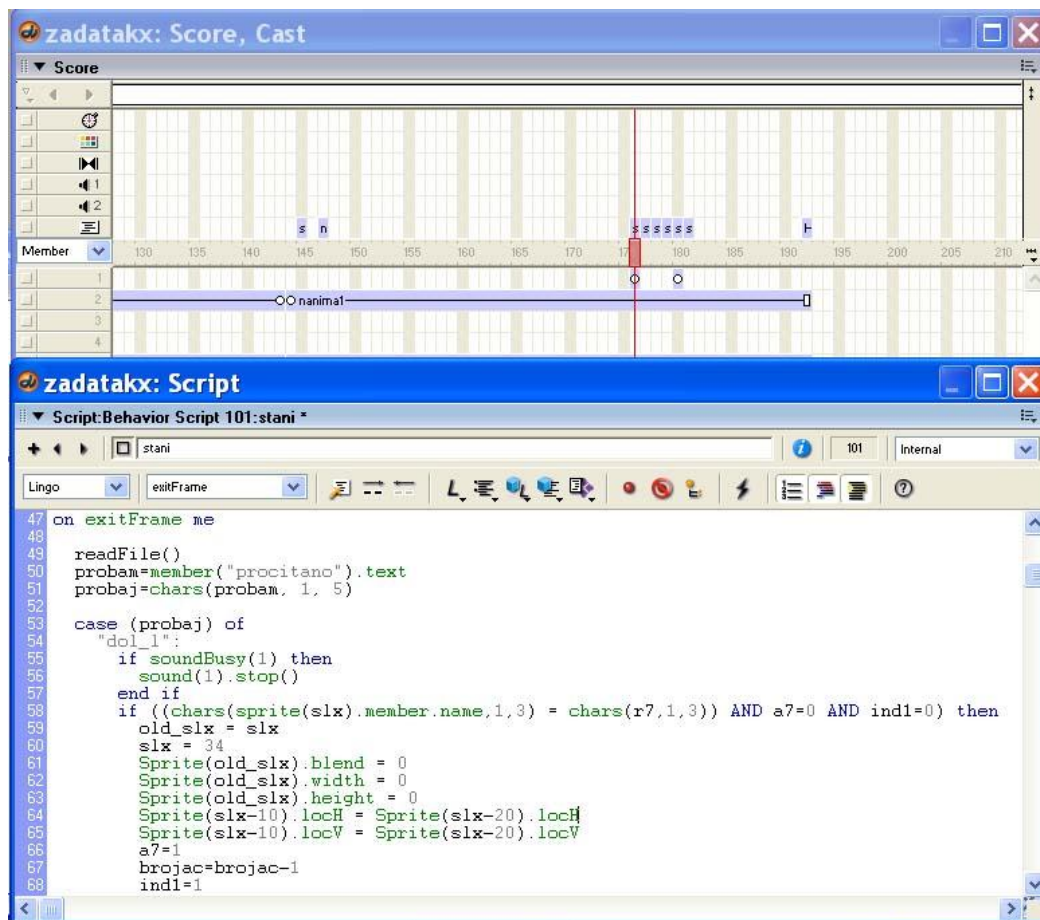 zadatakx: Score, Cast
Score
1
2
s n s s s s s s
Member 130 135 140 145 150 155 160 165 170 180 185 190 195 200 205 210
1
2 nanima1
3
4
zadatakx: Script
Script:Behavior Script 101:stani *
stani 101 Internal
Lingo exitFrame
47 on exitFrame me
48
49 readFile()
50 probam=member("procitano").text
51 probaj=chars(probam, 1, 5)
52
53 case (probaj) of
54 "dol_1":
55 if soundBusy(1) then
56 sound(1).stop()
57 end if
58 if ((chars(sprite(slx).member.name,1,3) = chars(r7,1,3)) AND a7=0 AND ind1=0) then
59 old_slx = slx
60 slx = 34
61 Sprite(old_slx).blend = 0
62 Sprite(old_slx).width = 0
63 Sprite(old_slx).height = 0
64 Sprite(slx-10).locH = Sprite(slx-20).locH
65 Sprite(slx-10).locV = Sprite(slx-20).locV
66 a7=1
67 brojac=brojac-1
68 ind1=1